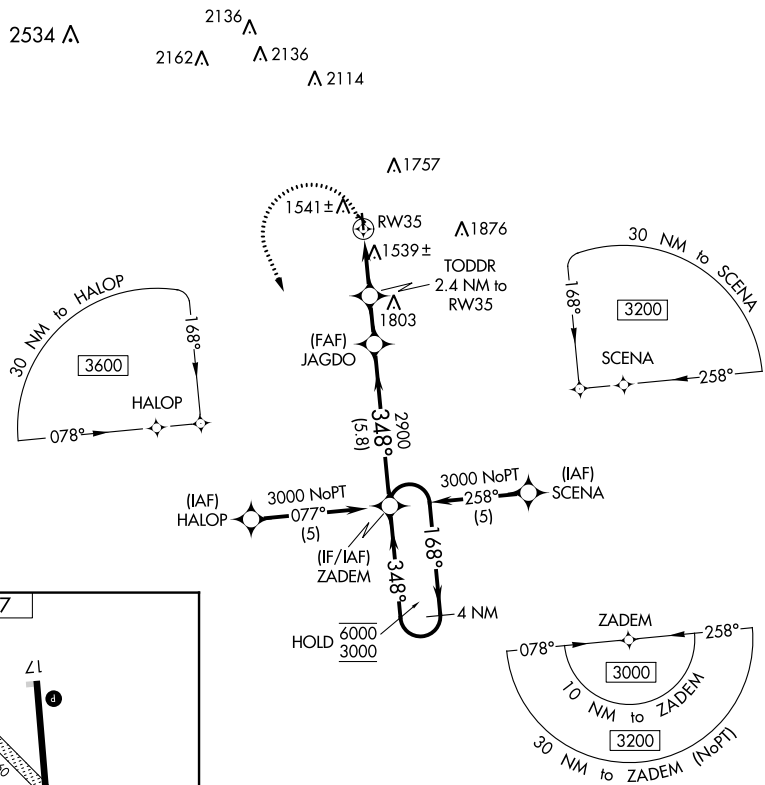 2136
2534
2162
2136
2114
1757
1541±
RW35
1876
1539±
TODDR
2.4 NM to
RW35
1803
(FAF)
JAGDO
30 NM to HALOP
168°
3600
HALOP
078°
30 NM to SCENA
168°
3200
SCENA
258°
2900
348°
(5.8)
3000 NoPT
077°
(5)
(IAF)
HALOP
3000 NoPT
258°
(5)
(IAF)
SCENA
(IF/IAF)
ZADEM
348°
168°
4 NM
HOLD 6000
3000
ZADEM
078°
258°
3000
10 NM to ZADEM
3200
30 NM to ZADEM (NoPT)
7
17
P